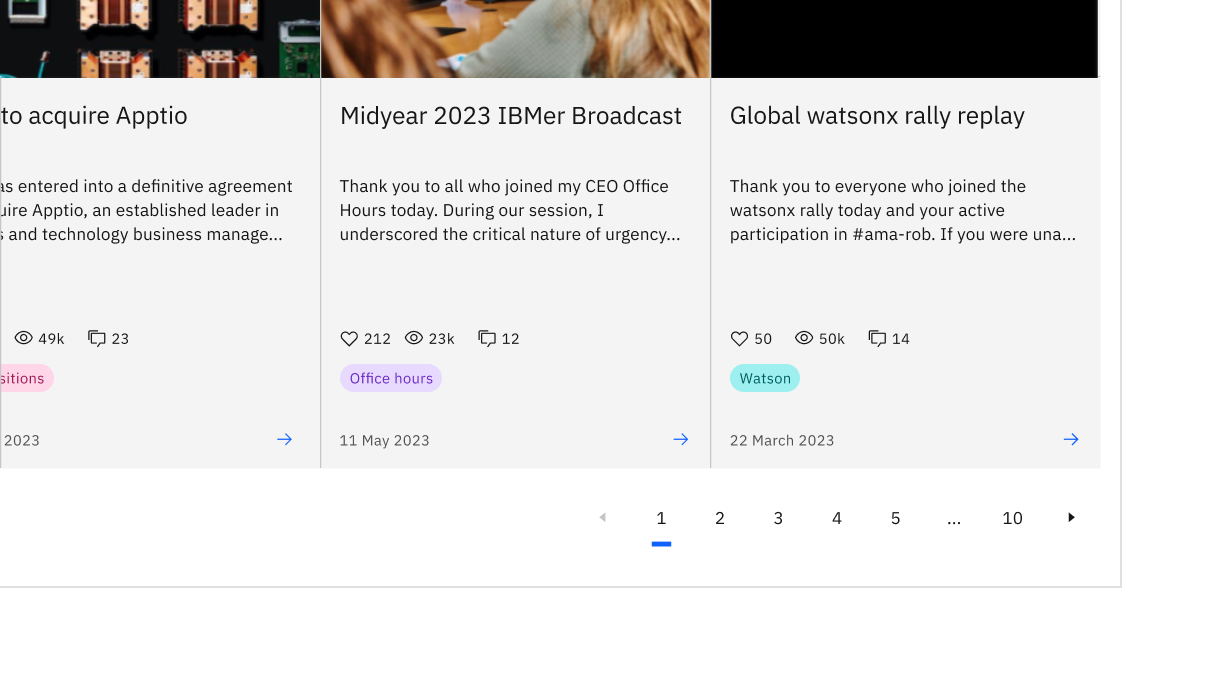 to acquire Apptio
entered into a definitive agreement
Apptio, an established leader in
and technology business manage...
49k 23
2023
Midyear 2023 IBMer Broadcast
Thank you to all who joined my CEO Office
Hours today. During our session, I
underscored the critical nature of urgency...
212 23k 12
Office hours
11 May 2023
Global watsonx rally replay
Thank you to everyone who joined the
watsonx rally today and your active
participation in #ama-rob. If you were una...
50 50k 14
Watson
22 March 2023
1 2 3 4 5 ... 10